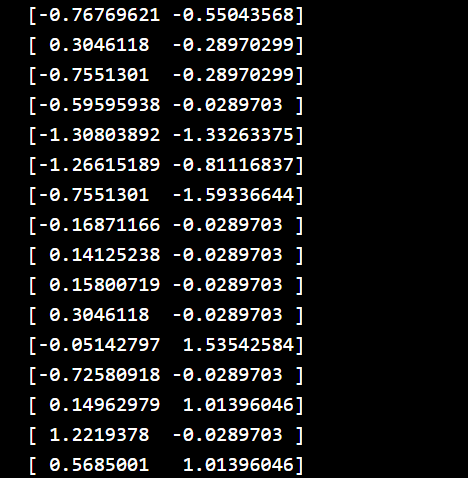 [-0.76769621 -0.55043568]
[ 0.3046118  -0.28970299]
[-0.7551301  -0.28970299]
[-0.59595938 -0.0289703 ]
[-1.30803892 -1.33263375]
[-1.26615189 -0.81116837]
[-0.7551301  -1.59336644]
[-0.16871166 -0.0289703 ]
[ 0.14125238 -0.0289703 ]
[ 0.15800719 -0.0289703 ]
[ 0.3046118  -0.0289703 ]
[-0.05142797  1.53542584]
[-0.72580918 -0.0289703 ]
[ 0.14962979  1.01396046]
[ 1.2219378  -0.0289703 ]
[ 0.5685001   1.01396046]